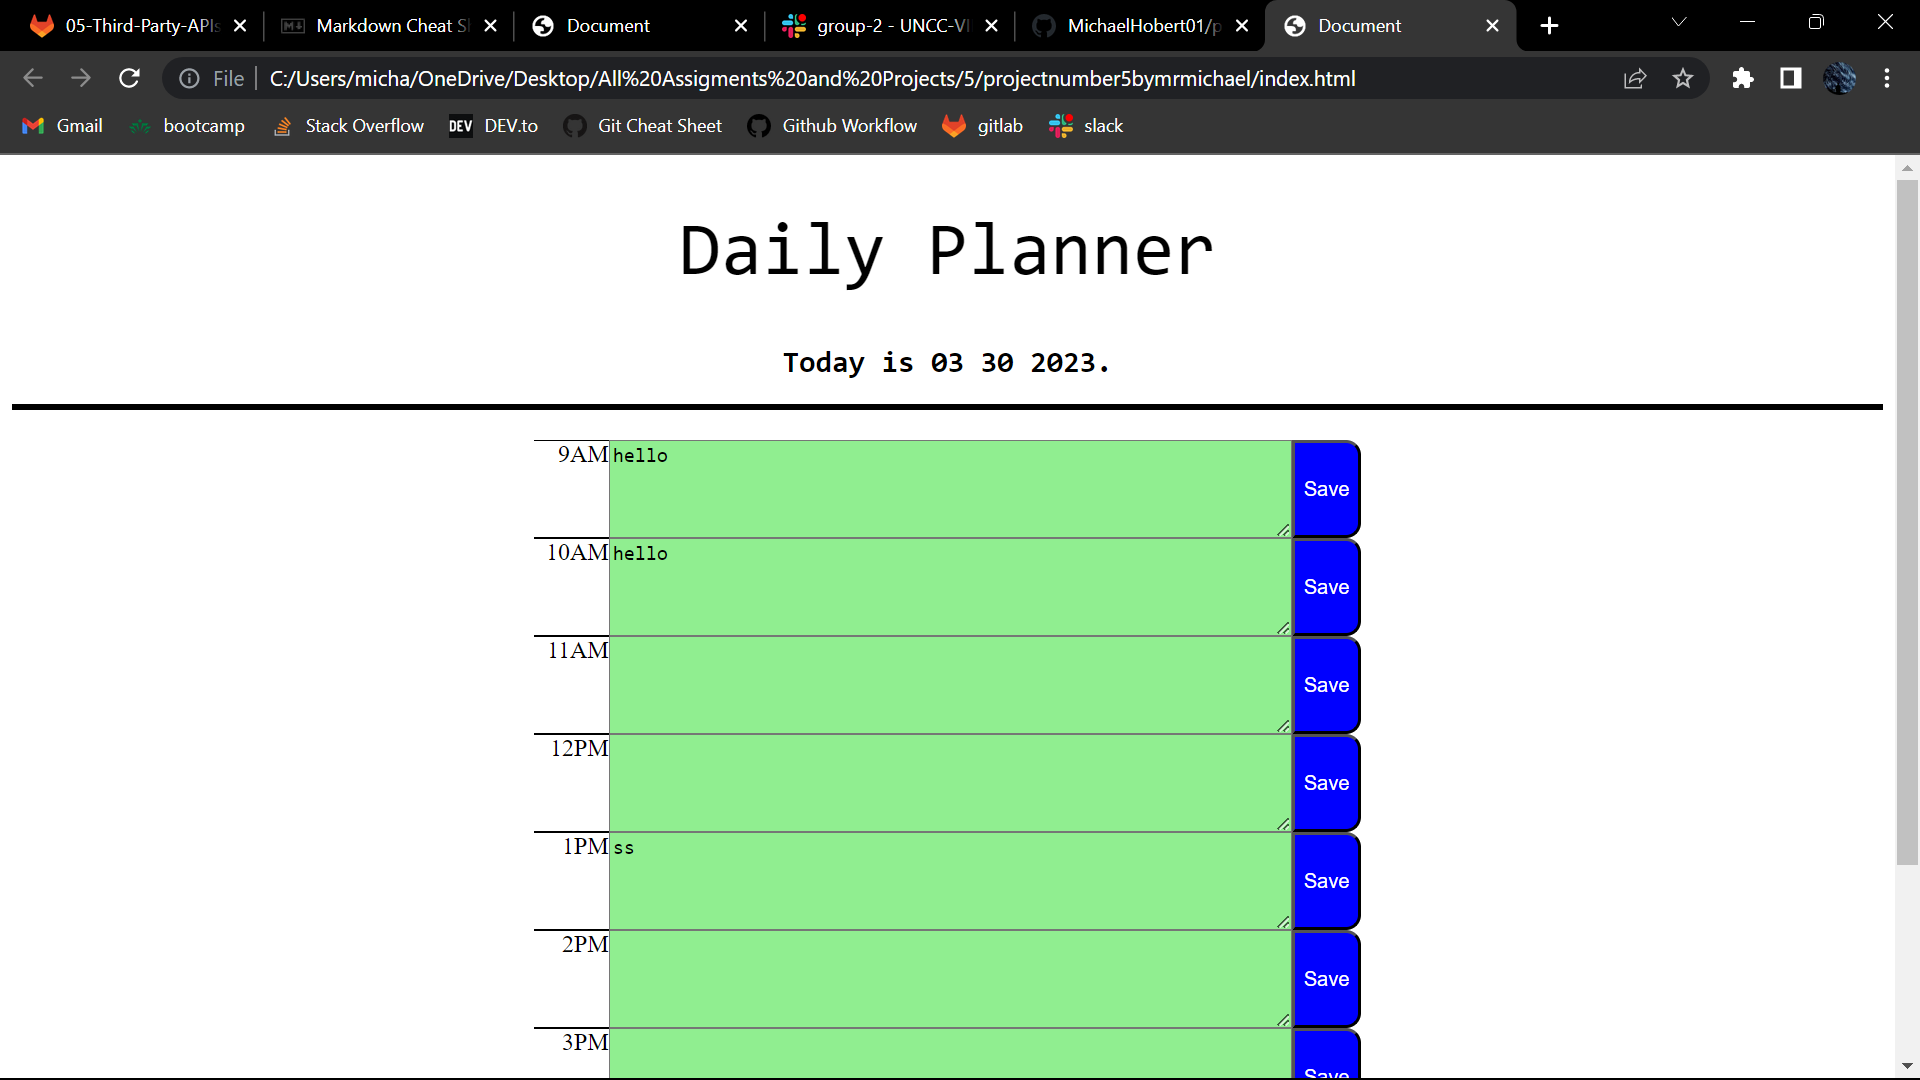 05-Third-Party-APIs
Markdown Cheat S
Document
group-2 - UNCC-VI
MichaelHobert01/p
Document
File
C:/Users/micha/OneDrive/Desktop/All%20Assigments%20and%20Projects/5/projectnumber5bymrmichael/index.html
Gmail
bootcamp
DEV
Stack Overflow
DEV.to
Git Cheat Sheet
Github Workflow
gitlab
slack
Daily Planner
Today is 03 30 2023.
9AM hello Save
10AM hello Save
11AM Save
12PM Save
1PM ss Save
2PM Save
3PM Save